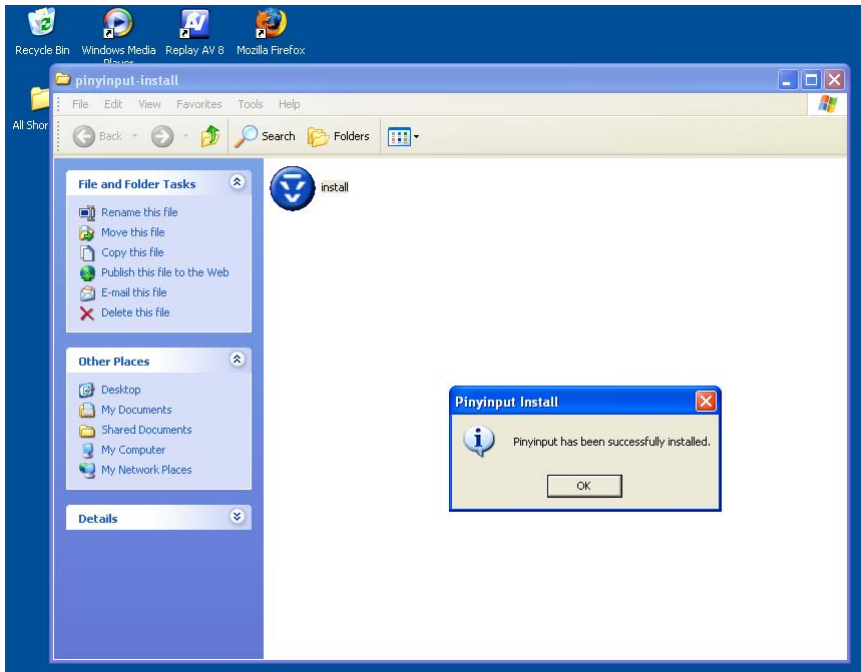 Recycle Bin
Windows Media
Player
Replay AV 8
Mozilla Firefox
All Shor
pinyinput-install
File Edit View Favorites Tools Help
Back Search Folders
File and Folder Tasks
Rename this file
Move this file
Copy this file
Publish this file to the Web
E-mail this file
Delete this file
Other Places
Desktop
My Documents
Shared Documents
My Computer
My Network Places
Details
install
Pinyinput Install
Pinyinput has been successfully installed.
OK